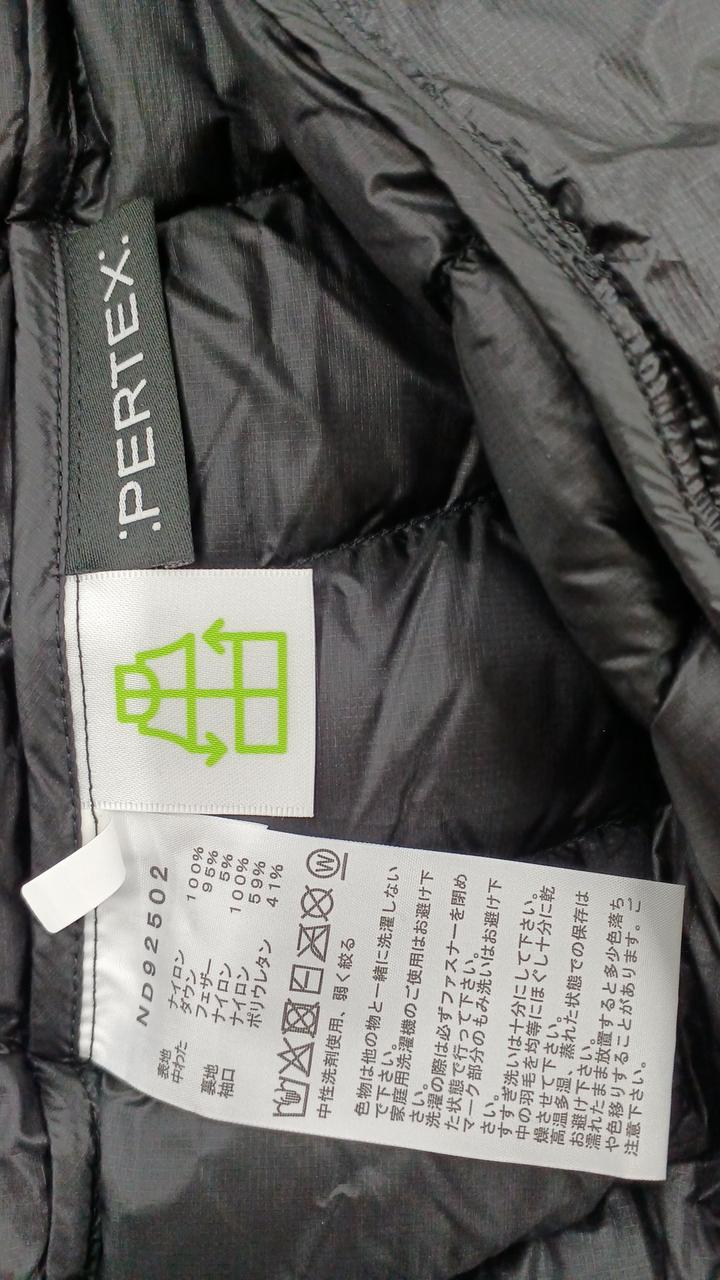 :PERTEX:
ND92502
表地 ナイロン 100%
中わた ダウン 95%
フェザー 5%
裏地 ナイロン 100%
袖口 ナイロン 59%
ポリウレタン 41%
W
中性洗剤使用、弱く絞る
色物は他の物と一緒に洗濯しない
で下さい。
家庭用洗濯機のご使用はお避け下
さい。
洗濯の際は必ずファスナーを閉め
た状態で行って下さい。
マーク部分のもみ洗いはお避け下
さい。
すすぎ洗いは十分にして下さい。
中の羽毛を均等にほぐし十分に乾
燥させて下さい。
高温多湿、蒸れた状態での保存は
お避け下さい。
濡れたまま放置すると多少色落ち
や色移りすることがあります。ご
注意下さい。